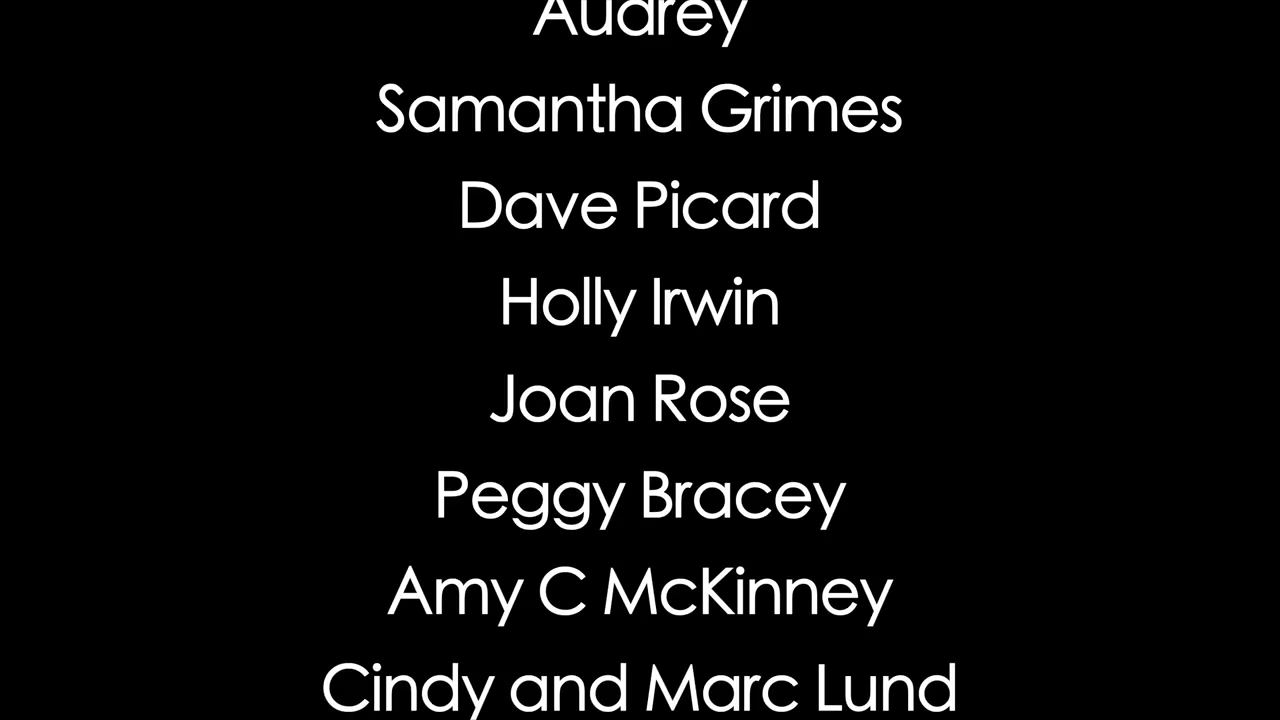 Audrey
Samantha Grimes
Dave Picard
Holly Irwin
Joan Rose
Peggy Bracey
Amy C McKinney
Cindy and Marc Lund